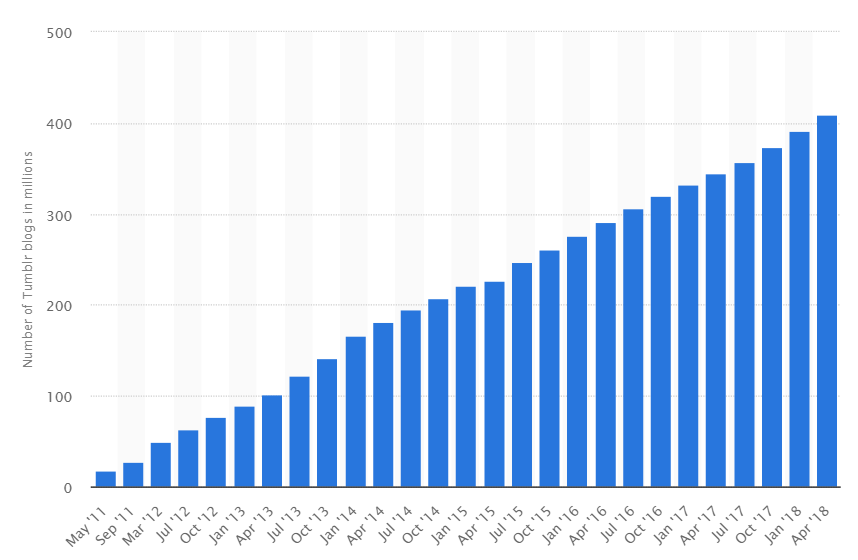 500
400
300
200
100
0
Number of Tumblr blogs in millions
May '11
Sep '11
Mar '12
Jul '12
Oct '12
Jan '13
Apr '13
Jul '13
Oct '13
Jan '14
Apr '14
Jul '14
Oct '14
Jan '15
Apr '15
Jul '15
Oct '15
Jan '16
Apr '16
Jul '16
Oct '16
Jan '17
Apr '17
Jul '17
Oct '17
Jan '18
Apr '18